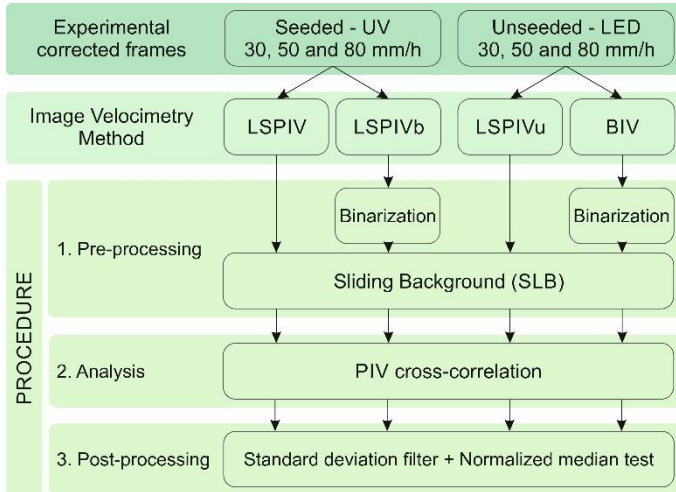 Experimental
corrected frames
Seeded - UV
30, 50 and 80 mm/h
Unseeded - LED
30, 50 and 80 mm/h
Image Velocimetry
Method
LSPIV
LSPIVb
LSPIVu
BIV
PROCEDURE
1. Pre-processing
Binarization
Binarization
Sliding Background (SLB)
2. Analysis
PIV cross-correlation
3. Post-processing
Standard deviation filter + Normalized median test